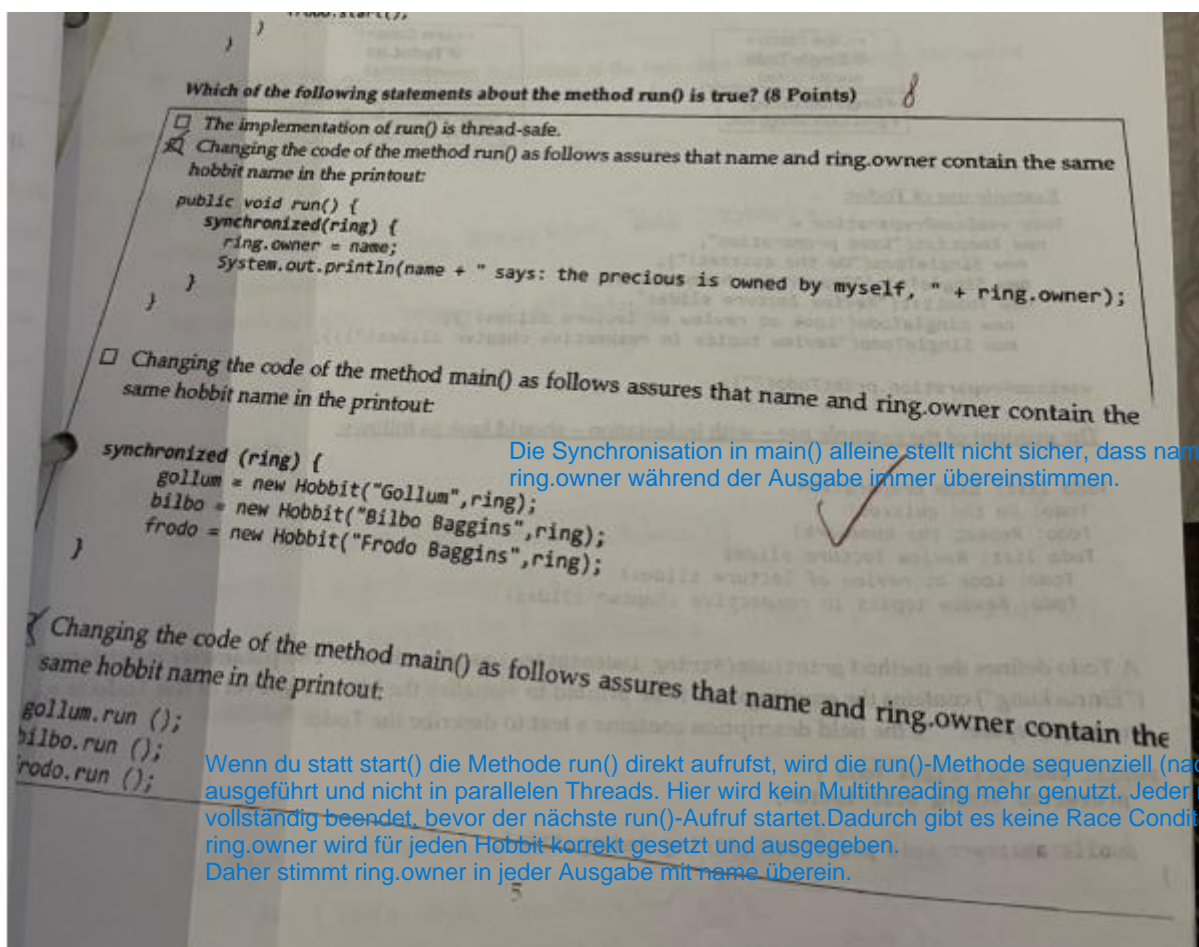 }
}
Which of the following statements about the method run() is true? (8 Points) 8
The implementation of run() is thread-safe.
Changing the code of the method run() as follows assures that name and ring.owner contain the same
hobbit name in the printout:
public void run() {
synchronized(ring) {
ring.owner = name;
System.out.println(name + " says: the precious is owned by myself, " + ring.owner);
}
}
Changing the code of the method main() as follows assures that name and ring.owner contain the
same hobbit name in the printout:
synchronized (ring) {
gollum = new Hobbit("Gollum",ring);
bilbo = new Hobbit("Bilbo Baggins",ring);
frodo = new Hobbit("Frodo Baggins",ring);
}
Die Synchronisation in main() alleine stellt nicht sicher, dass nam
ring.owner während der Ausgabe immer übereinstimmen.
Changing the code of the method main() as follows assures that name and ring.owner contain the
same hobbit name in the printout:
gollum.run ();
bilbo.run ();
frodo.run ();
Wenn du statt start() die Methode run() direkt aufrufst, wird die run()-Methode sequenziell (nac
ausgeführt und nicht in parallelen Threads. Hier wird kein Multithreading mehr genutzt. Jeder
vollständig beendet, bevor der nächste run()-Aufruf startet.Dadurch gibt es keine Race Condit
ring.owner wird für jeden Hobbit korrekt gesetzt und ausgegeben.
Daher stimmt ring.owner in jeder Ausgabe mit name überein.
5